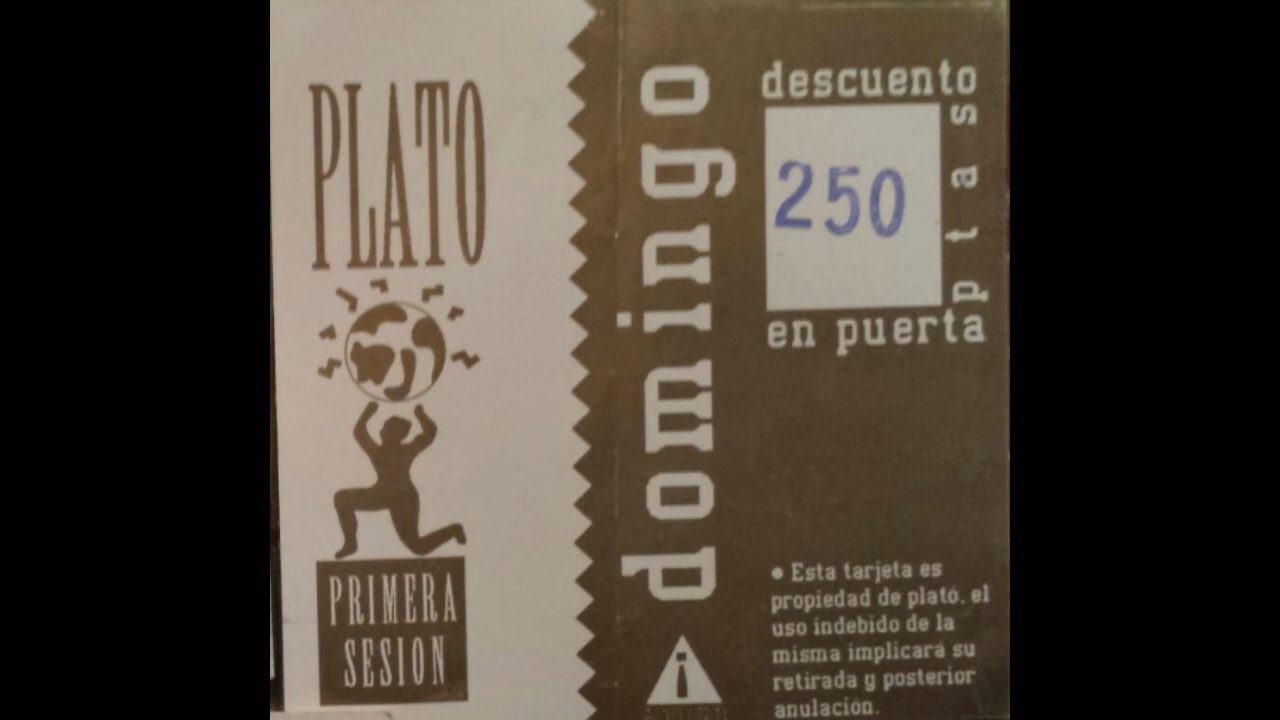 PLATO
PRIMERA
SESION
domingo
descuento
250
ptas
en puerta
• Esta tarjeta es
propiedad de plató, el
uso indebido de la
misma implicará su
retirada y posterior
anulación.